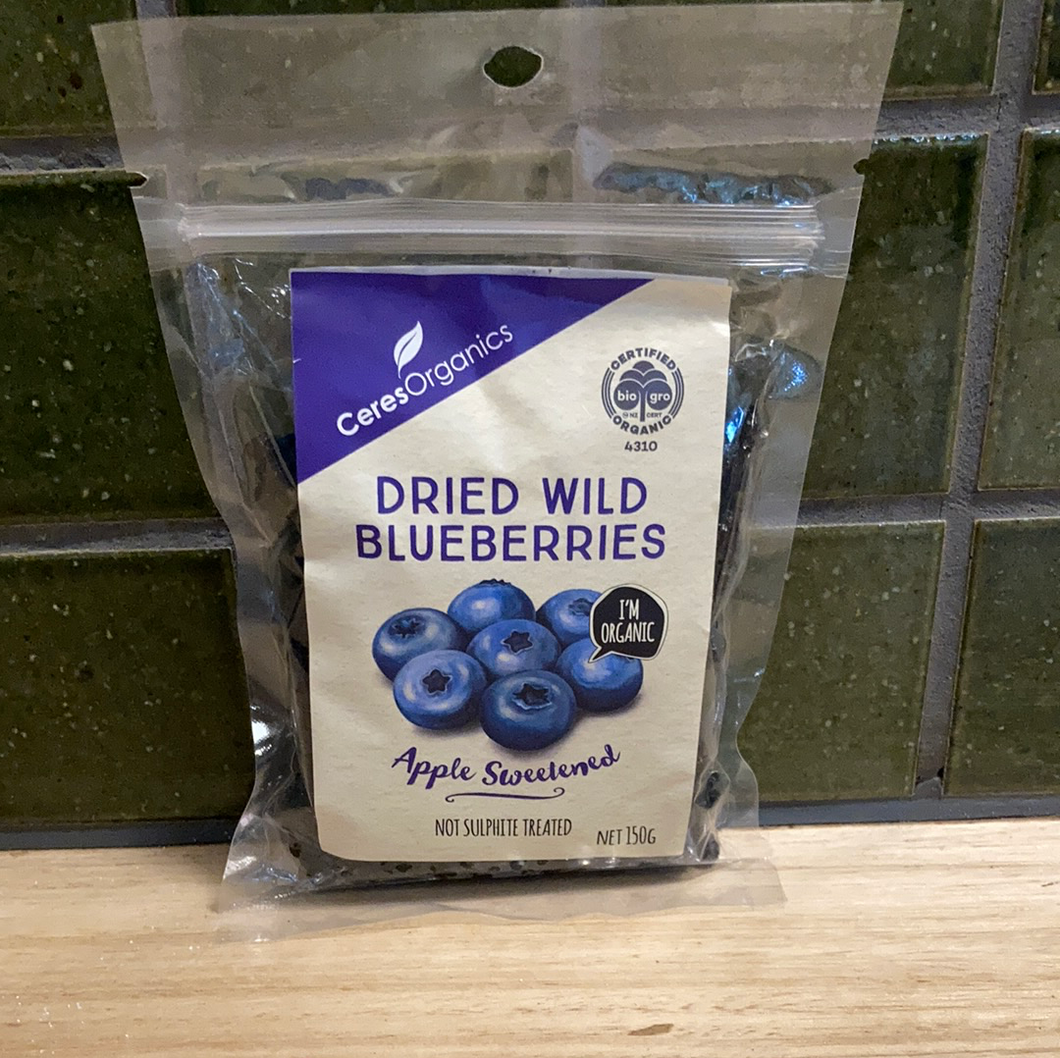 CeresOrganics
CERTIFIED
bio gro
NZ CERT
ORGANIC
4310
DRIED WILD
BLUEBERRIES
I'M
ORGANIC
Apple Sweetened
NOT SULPHITE TREATED
NET 150G